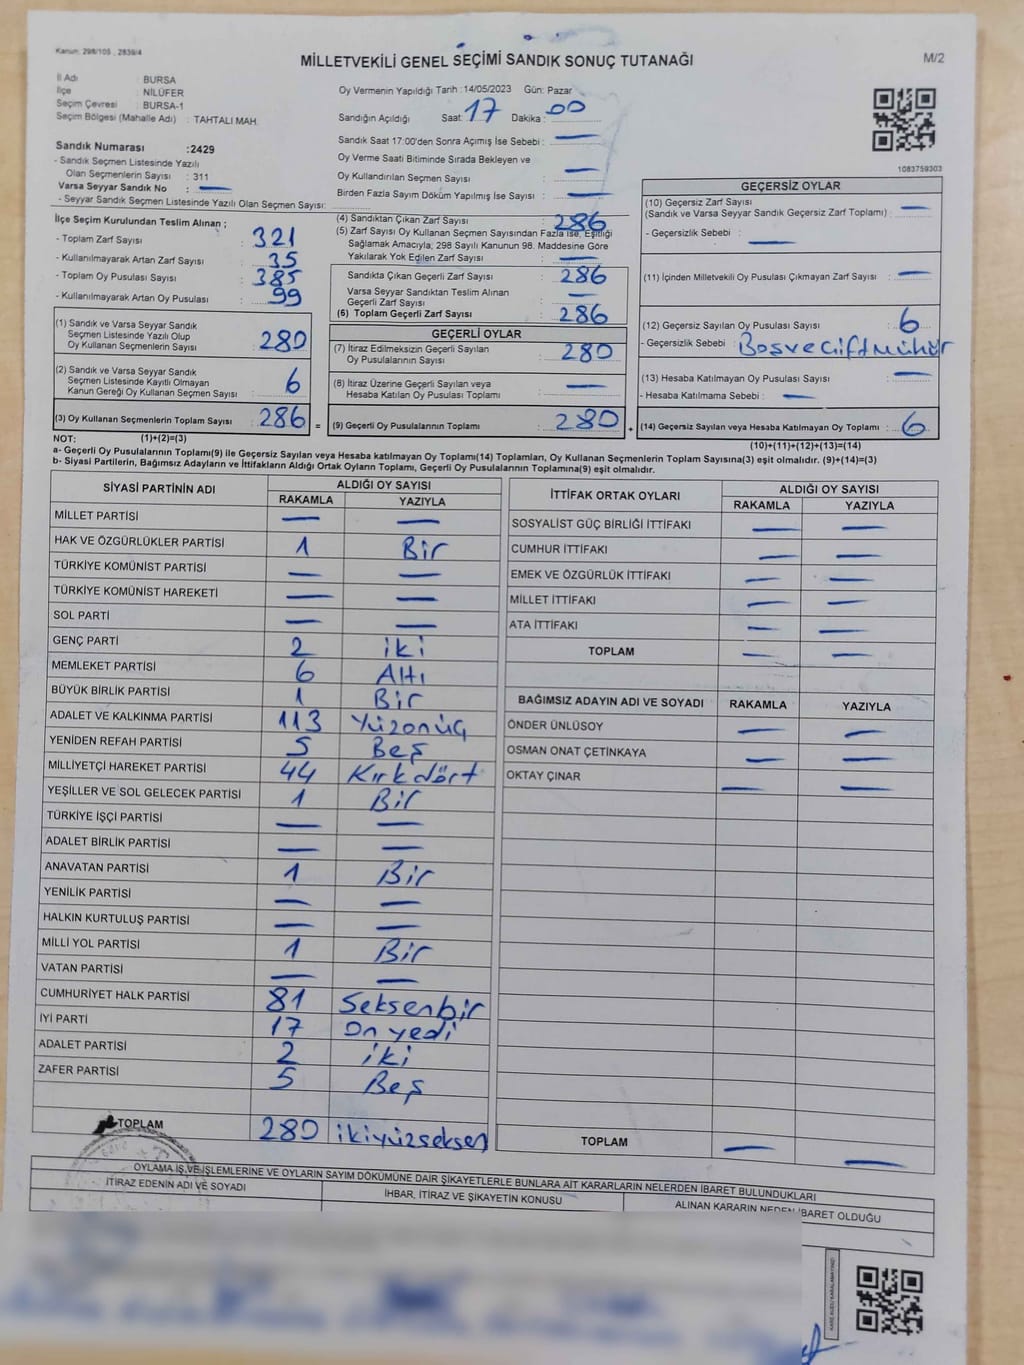 Kanun: 298/105 , 2839/4
MİLLETVEKİLİ GENEL SEÇİMİ SANDIK SONUÇ TUTANAĞI
M/2
İl Adı : BURSA
İlçe : NİLÜFER
Seçim Çevresi : BURSA-1
Seçim Bölgesi (Mahalle Adı) : TAHTALI MAH.
Oy Vermenin Yapıldığı Tarih :14/05/2023 Gün: Pazar
Sandığın Açıldığı Saat: 17 Dakika : 00
Sandık Saat 17:00'den Sonra Açımış İse Sebebi : —
Oy Verme Saati Bitiminde Sırada Bekleyen ve
Oy Kullandırılan Seçmen Sayısı : —
Birden Fazla Sayım Döküm Yapılmış İse Sayısı : —
1083759303
Sandık Numarası :2429
- Sandık Seçmen Listesinde Yazılı
Olan Seçmenlerin Sayısı : 311
Varsa Seyyar Sandık No : —
- Seyyar Sandık Seçmen Listesinde Yazılı Olan Seçmen Sayısı:
İlçe Seçim Kurulundan Teslim Alınan ;
- Toplam Zarf Sayısı : 321
- Kullanılmayarak Artan Zarf Sayısı : 35
- Toplam Oy Pusulası Sayısı : 385
- Kullanılmayarak Artan Oy Pusulası : 99
(1) Sandık ve Varsa Seyyar Sandık
Seçmen Listesinde Yazılı Olup
Oy Kullanan Seçmenlerin Sayısı : 280
(2) Sandık ve Varsa Seyyar Sandık
Seçmen Listesinde Kayıtlı Olmayan
Kanun Gereği Oy Kullanan Seçmen Sayısı : 6
(3) Oy Kullanan Seçmenlerin Toplam Sayısı : 286 =
(4) Sandıktan Çıkan Zarf Sayısı : 286
(5) Zarf Sayısı Oy Kullanan Seçmen Sayısından Fazla İse, Eşitliği
Sağlamak Amacıyla; 298 Sayılı Kanunun 98. Maddesine Göre
Yakılarak Yok Edilen Zarf Sayısı : —
Sandıkta Çıkan Geçerli Zarf Sayısı : 286
Varsa Seyyar Sandıktan Teslim Alınan
Geçerli Zarf Sayısı : —
(6) Toplam Geçerli Zarf Sayısı : 286
GEÇERLİ OYLAR
(7) İtiraz Edilmeksizin Geçerli Sayılan
Oy Pusulalarının Sayısı : 280
(8) İtiraz Üzerine Geçerli Sayılan veya
Hesaba Katılan Oy Pusulası Toplamı : —
(9) Geçerli Oy Pusulalarının Toplamı : 280 +
GEÇERSİZ OYLAR
(10) Geçersiz Zarf Sayısı
(Sandık ve Varsa Seyyar Sandık Geçersiz Zarf Toplamı) : —
- Geçersizlik Sebebi : —
(11) İçinden Milletvekili Oy Pusulası Çıkmayan Zarf Sayısı : —
(12) Geçersiz Sayılan Oy Pusulası Sayısı : 6
- Geçersizlik Sebebi : Boş ve Çift Mühür
(13) Hesaba Katılmayan Oy Pusulası Sayısı : —
- Hesaba Katılmama Sebebi : —
(14) Geçersiz Sayılan veya Hesaba Katılmayan Oy Toplamı : 6
NOT: (1)+(2)=(3)
(10)+(11)+(12)+(13)=(14)
a- Geçerli Oy Pusulalarının Toplamı(9) ile Geçersiz Sayılan veya Hesaba katılmayan Oy Toplamı(14) Toplamları, Oy Kullanan Seçmenlerin Toplam Sayısına(3) eşit olmalıdır. (9)+(14)=(3)
b- Siyasi Partilerin, Bağımsız Adayların ve İttifakların Aldığı Ortak Oyların Toplamı, Geçerli Oy Pusulalarının Toplamına(9) eşit olmalıdır.
SİYASİ PARTİNİN ADI ALDIĞI OY SAYISI
RAKAMLA YAZIYLA
MİLLET PARTİSİ — —
HAK VE ÖZGÜRLÜKLER PARTİSİ 1 Bir
TÜRKİYE KOMÜNİST PARTİSİ — —
TÜRKİYE KOMÜNİST HAREKETİ — —
SOL PARTİ — —
GENÇ PARTİ 2 iki
MEMLEKET PARTİSİ 6 Altı
BÜYÜK BİRLİK PARTİSİ 1 Bir
ADALET VE KALKINMA PARTİSİ 113 Yüzonüç
YENİDEN REFAH PARTİSİ 5 Beş
MİLLİYETÇİ HAREKET PARTİSİ 44 Kırkdört
YEŞİLLER VE SOL GELECEK PARTİSİ 1 Bir
TÜRKİYE İŞÇİ PARTİSİ — —
ADALET BİRLİK PARTİSİ — —
ANAVATAN PARTİSİ 1 Bir
YENİLİK PARTİSİ — —
HALKIN KURTULUŞ PARTİSİ — —
MİLLİ YOL PARTİSİ 1 Bir
VATAN PARTİSİ — —
CUMHURİYET HALK PARTİSİ 81 Seksenbir
İYİ PARTİ 17 On yedi
ADALET PARTİSİ 2 iki
ZAFER PARTİSİ 5 Beş
TOPLAM 280 ikiyüzseksen
İTTİFAK ORTAK OYLARI ALDIĞI OY SAYISI
RAKAMLA YAZIYLA
SOSYALİST GÜÇ BİRLİĞİ İTTİFAKI — —
CUMHUR İTTİFAKI — —
EMEK VE ÖZGÜRLÜK İTTİFAKI — —
MİLLET İTTİFAKI — —
ATA İTTİFAKI — —
TOPLAM — —
BAĞIMSIZ ADAYIN ADI VE SOYADI RAKAMLA YAZIYLA
ÖNDER ÜNLÜSOY — —
OSMAN ONAT ÇETİNKAYA — —
OKTAY ÇINAR — —
TOPLAM — —
OYLAMA İŞ VE İŞLEMLERİNE VE OYLARIN SAYIM DÖKÜMÜNE DAİR ŞİKAYETLERLE BUNLARA AİT KARARLARIN NELERDEN İBARET BULUNDUKLARI
İTİRAZ EDENİN ADI VE SOYADI İHBAR, İTİRAZ VE ŞİKAYETİN KONUSU ALINAN KARARIN NEDEN İBARET OLDUĞU